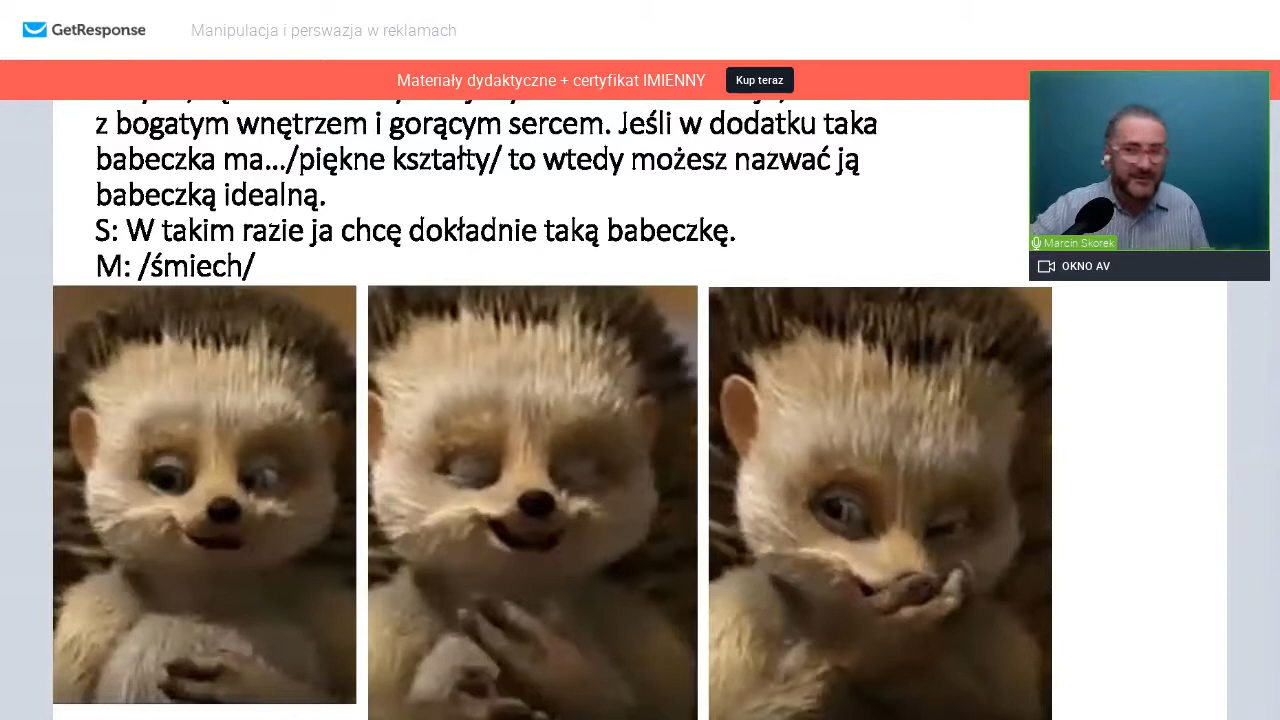 GetResponse
Manipulacja i perswazja w reklamach
Materiały dydaktyczne + certyfikat IMIENNY
Kup teraz
z bogatym wnętrzem i gorącym sercem. Jeśli w dodatku taka
babeczka ma.../piękne kształty/ to wtedy możesz nazwać ją
babeczką idealną.
S: W takim razie ja chcę dokładnie taką babeczkę.
M: /śmiech/
Marcin Skorek
OKNO AV